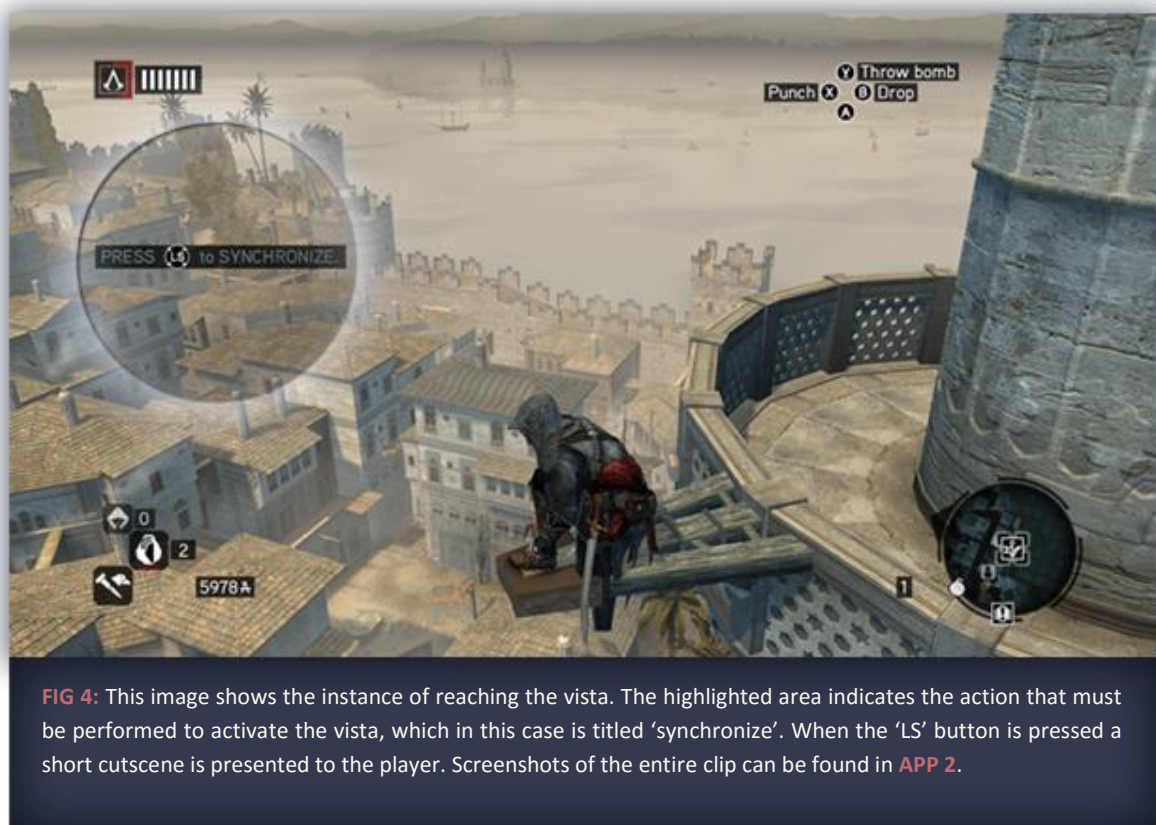 Throw bomb
Punch X B Drop
A
PRESS LS to SYNCHRONIZE.
0
2
5978
1
FIG 4: This image shows the instance of reaching the vista. The highlighted area indicates the action that must
be performed to activate the vista, which in this case is titled ‘synchronize’. When the ‘LS’ button is pressed a
short cutscene is presented to the player. Screenshots of the entire clip can be found in APP 2.